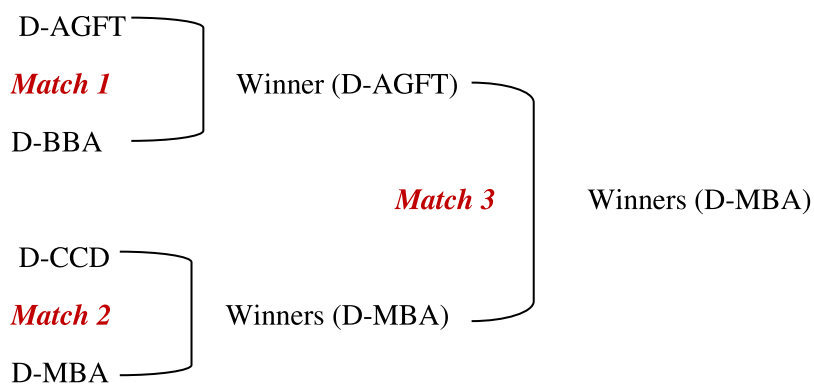 D-AGFT
Match 1
Winner (D-AGFT)
D-BBA
Match 3
Winners (D-MBA)
D-CCD
Match 2
Winners (D-MBA)
D-MBA